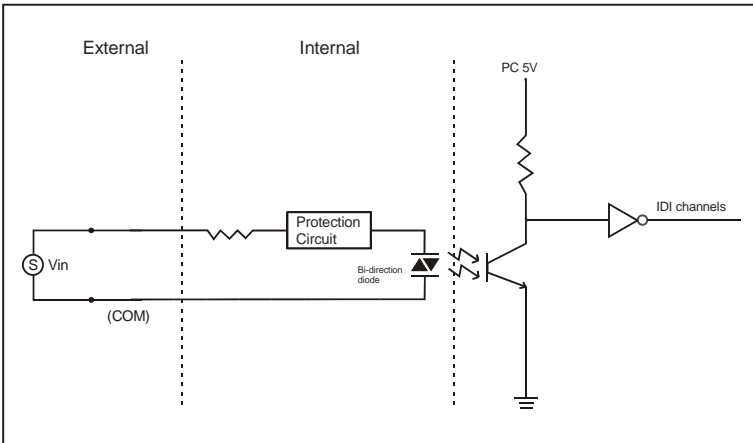 External
Internal
PC 5V
IDI channels
Protection
Circuit
S
Vin
Bi-direction
diode
(COM)